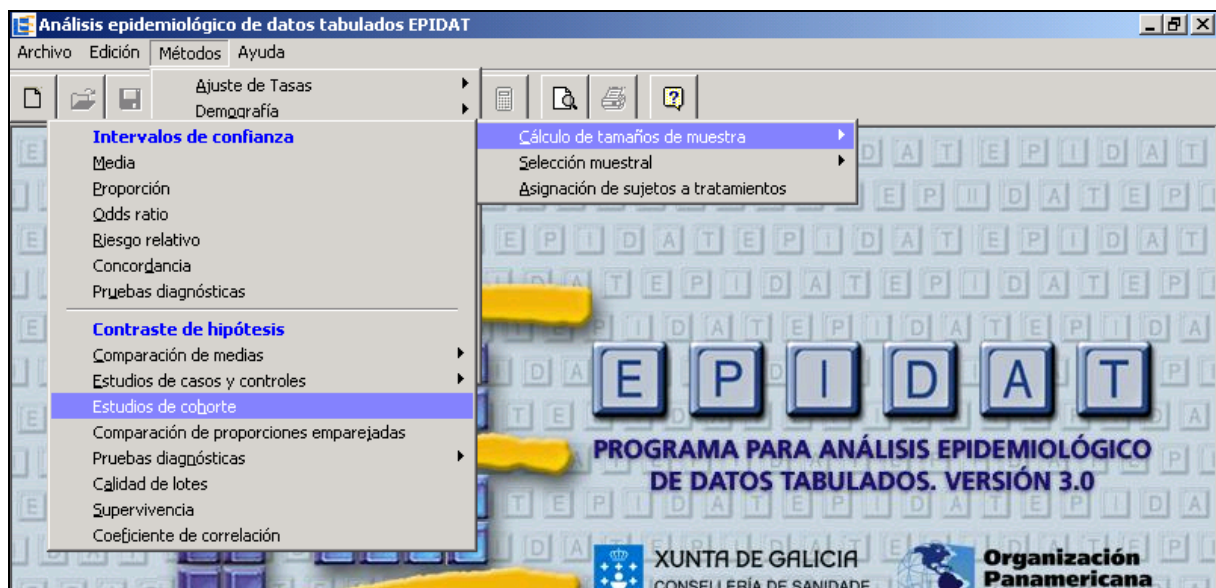 Análisis epidemiológico de datos tabulados EPIDAT
Archivo Edición Métodos Ayuda
Ajuste de Tasas
Demografía
Intervalos de confianza
Media
Proporción
Odds ratio
Riesgo relativo
Concordancia
Pruebas diagnósticas
Contraste de hipótesis
Comparación de medias
Estudios de casos y controles
Estudios de cohorte
Comparación de proporciones emparejadas
Pruebas diagnósticas
Calidad de lotes
Supervivencia
Coeficiente de correlación
Cálculo de tamaños de muestra
Selección muestral
Asignación de sujetos a tratamientos
EPIDAT
PROGRAMA PARA ANÁLISIS EPIDEMIOLÓGICO
DE DATOS TABULADOS. VERSIÓN 3.0
XUNTA DE GALICIA
CONSELLERÍA DE SANIDADE
Organización
Panamericana